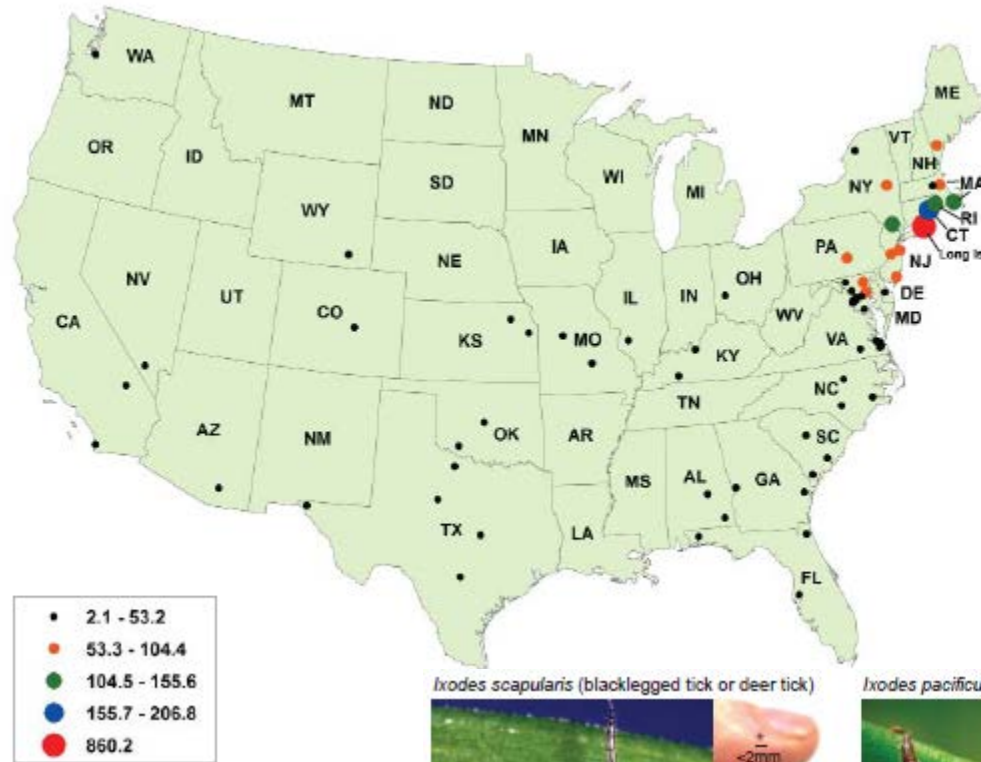 WA
MT
ND
MN
ME
VT
NH
OR
ID
SD
WI
MI
NY
MA
RI
CT
Long Is
WY
IA
PA
NJ
NE
NV
UT
OH
DE
IL
IN
MD
CA
CO
WV
KS
MO
KY
VA
TN
NC
AZ
NM
OK
AR
SC
MS
AL
GA
TX
LA
FL
2.1 - 53.2
53.3 - 104.4
104.5 - 155.6
155.7 - 206.8
860.2
Ixodes scapularis (blacklegged tick or deer tick)
Ixodes pacificu
<2mm